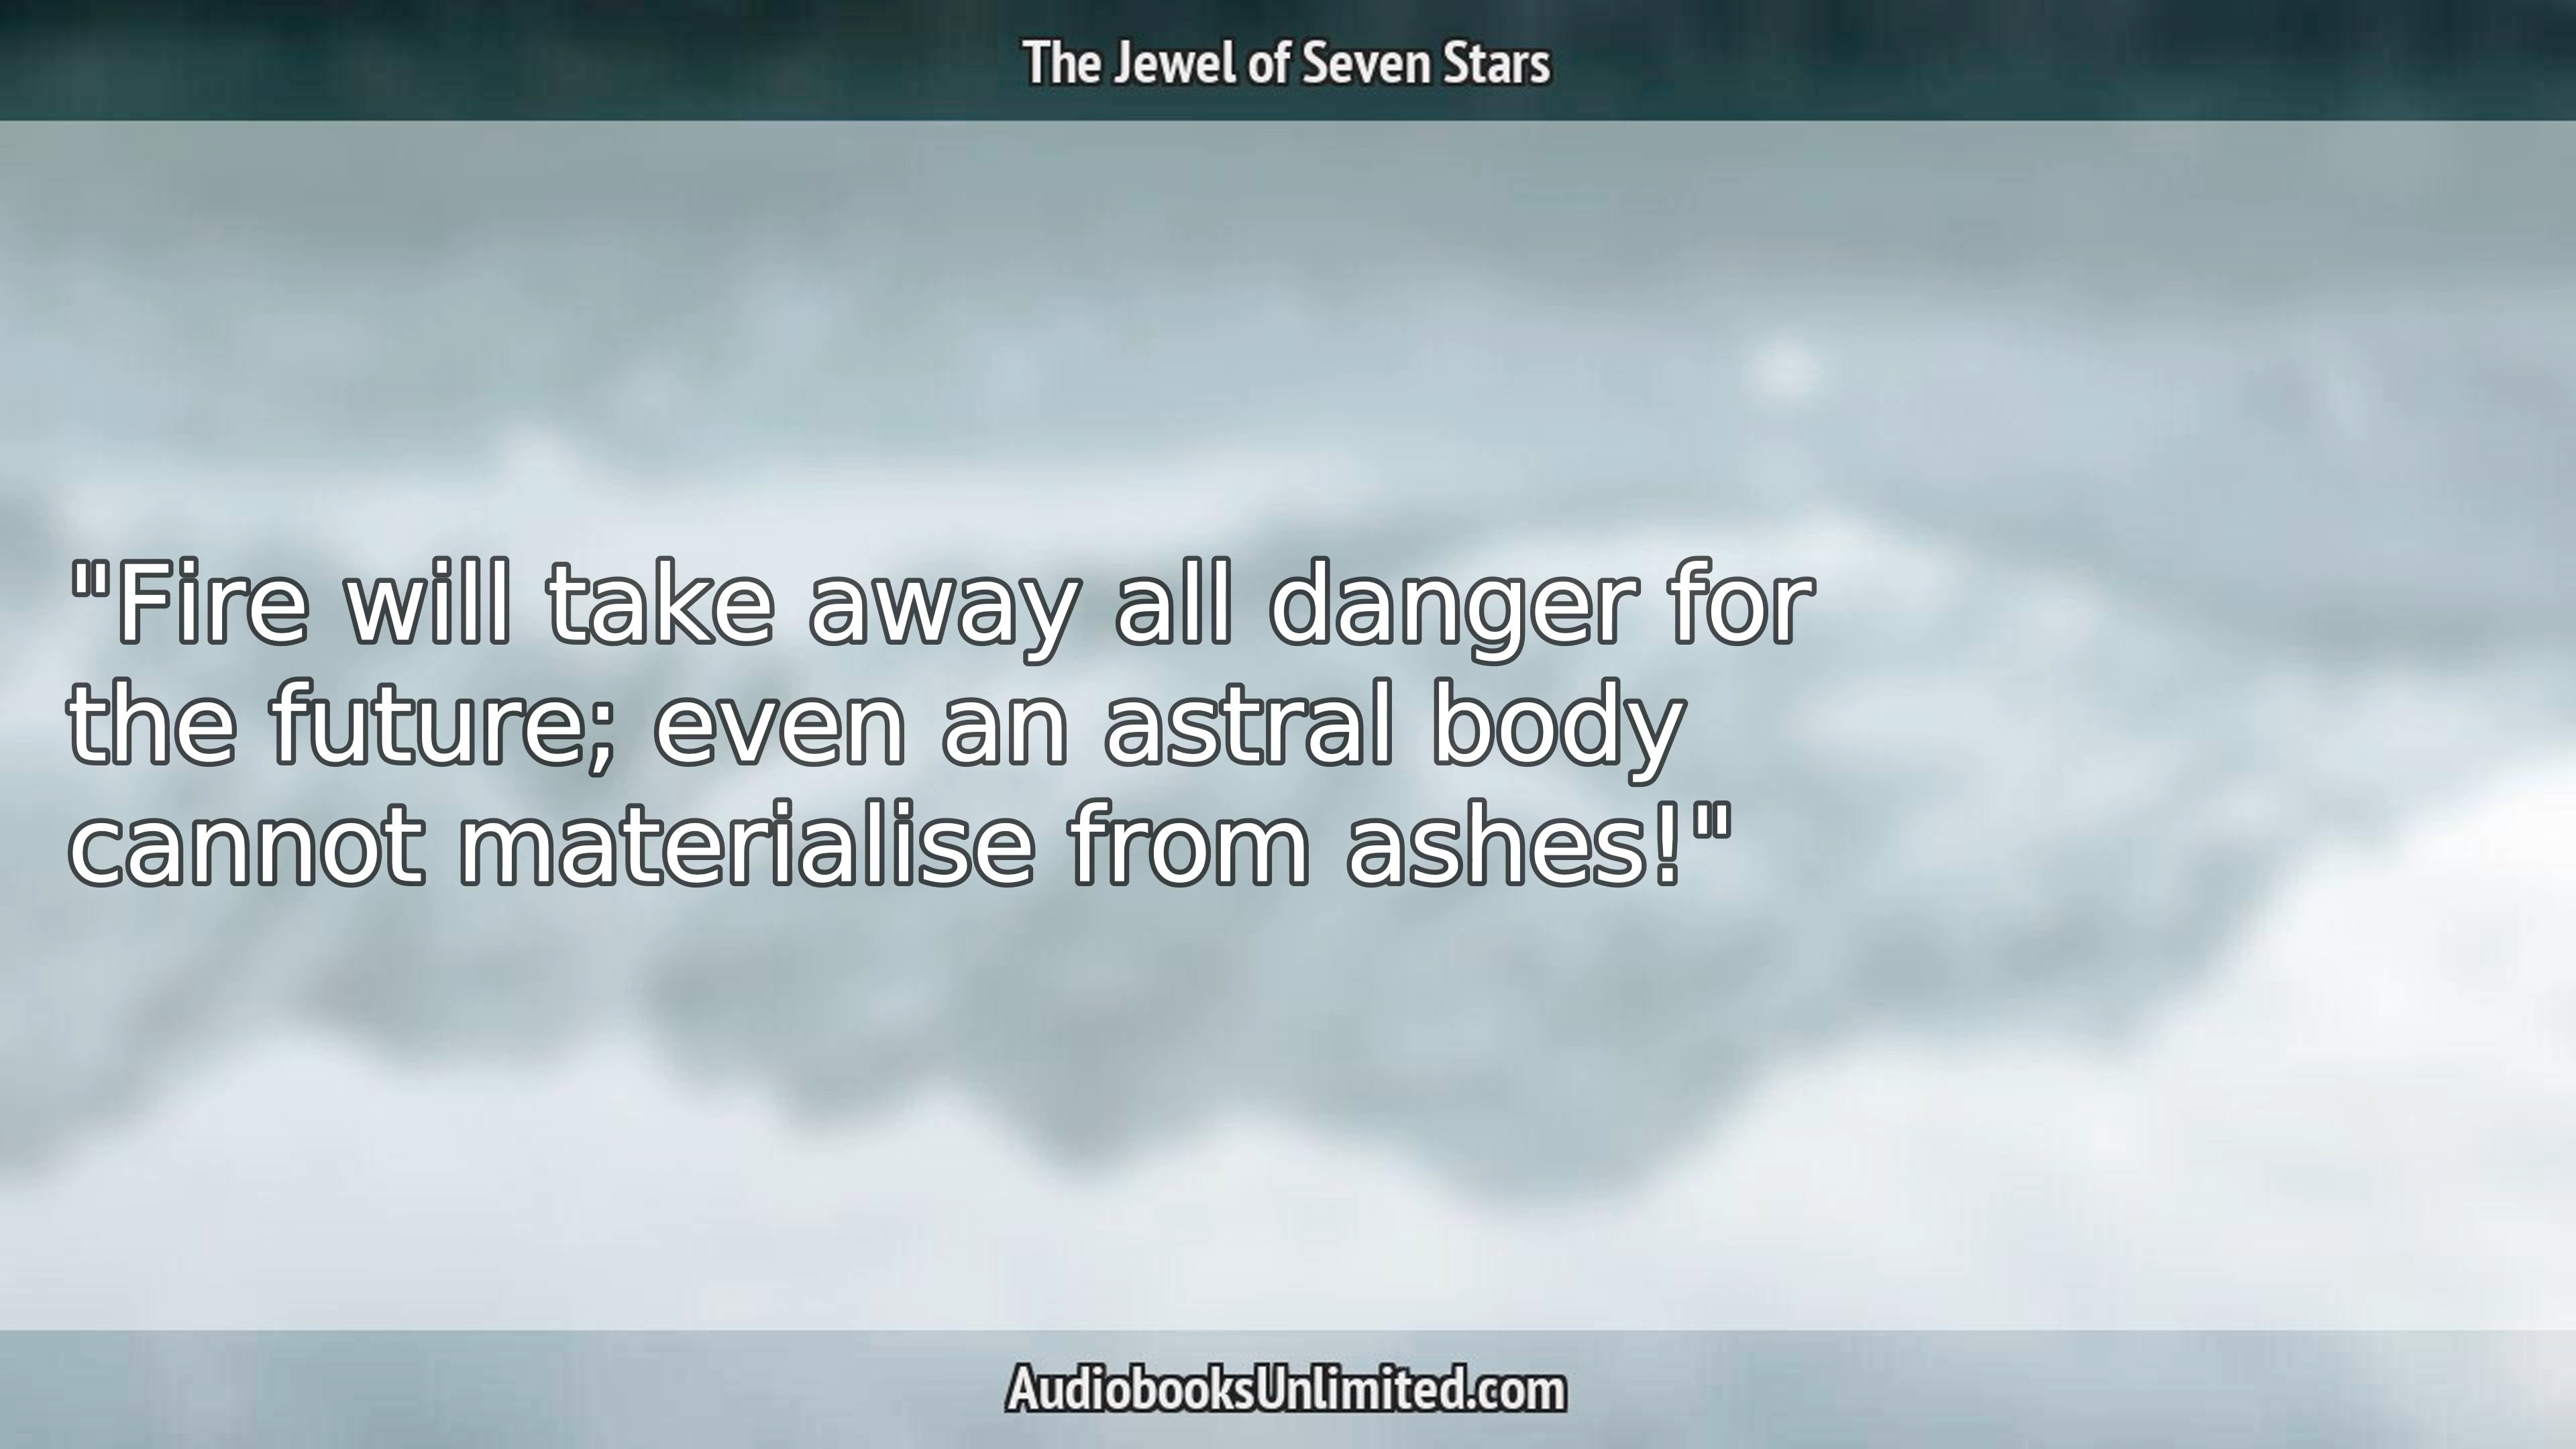 The Jewel of Seven Stars
"Fire will take away all danger for
the future; even an astral body
cannot materialise from ashes!"
AudiobooksUnlimited.com